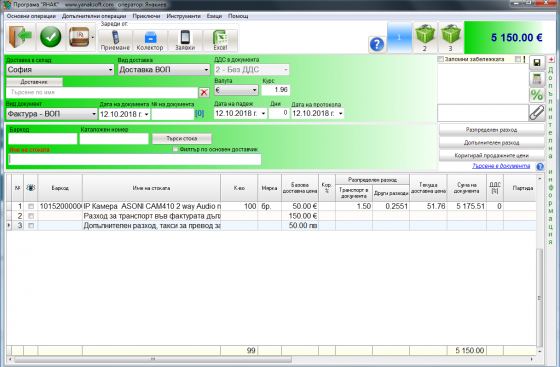 Програма "ЯНАК" www.yanaksoft.com оператор: Янакиев
Основни операции Допълнителни операции Приключи Инструменти Езици Помощ
Зареди от:
Приемане Колектор Заявки Excel
1 2 3 5 150.00 €
Доставка в склад: Вид доставка ДДС в документа Запомни забележката !
София Доставка ВОП 2 - Без ДДС
Доставчик Валута Курс
Търсене по име € 1.96
Вид документ Дата на документа № на документа Дата на падеж Дни Дата на протокола
Фактура - ВОП 12.10.2018 г. [0] 12.10.2018 г. 0 12.10.2018 г.
Допълнителна информация
Баркод Каталожен номер Разпределен разход
Търси стока Допълнителен разход
Име на стоката Филтър по основен доставчик Коригирай продажните цени
Търсене в документа
№ Баркод Име на стоката К-во Мярка Базова доставна цена Кор. % Разпределен разход Транспорт в документа Други разходи Текуща доставна цена Сума на документа ДДС [%] Партида
1 10152000000 IP Камера ASONI CAM410 2 way Audio п 100 бр. 50.00 € 1.50 0.2551 51.76 5 175.51 0
2 Разход за транспорт във фактурата дъл 150.00 €
3 Допълнителен разход, такси за превод за 50.00 лв
99 5 150.00